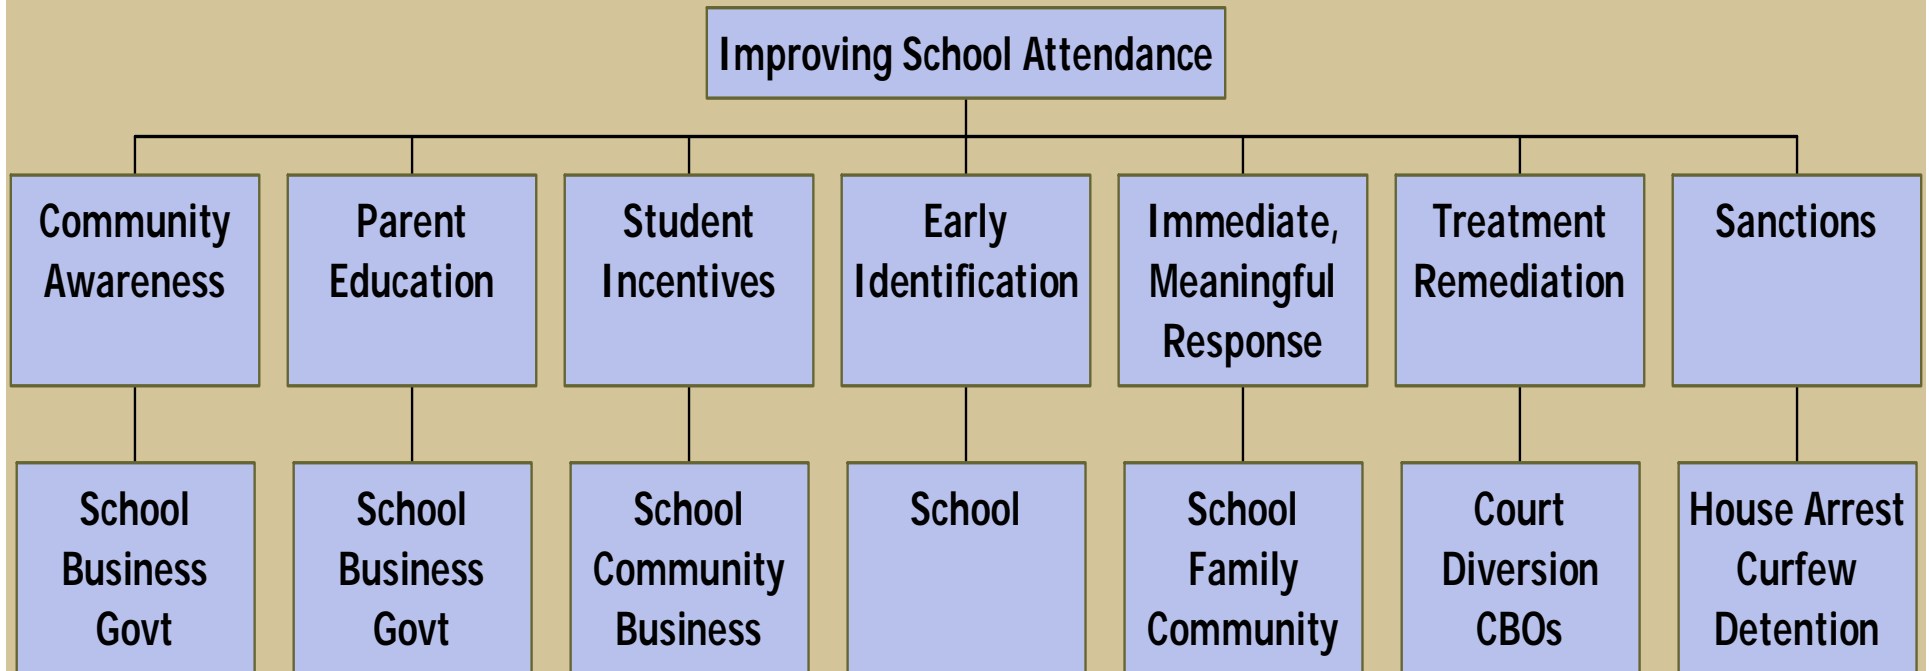 Improving School Attendance
Community
Awareness
Parent
Education
Student
Incentives
Early
Identification
Immediate,
Meaningful
Response
Treatment
Remediation
Sanctions
School
Business
Govt
School
Business
Govt
School
Community
Business
School
School
Family
Community
Court
Diversion
CBOs
House Arrest
Curfew
Detention